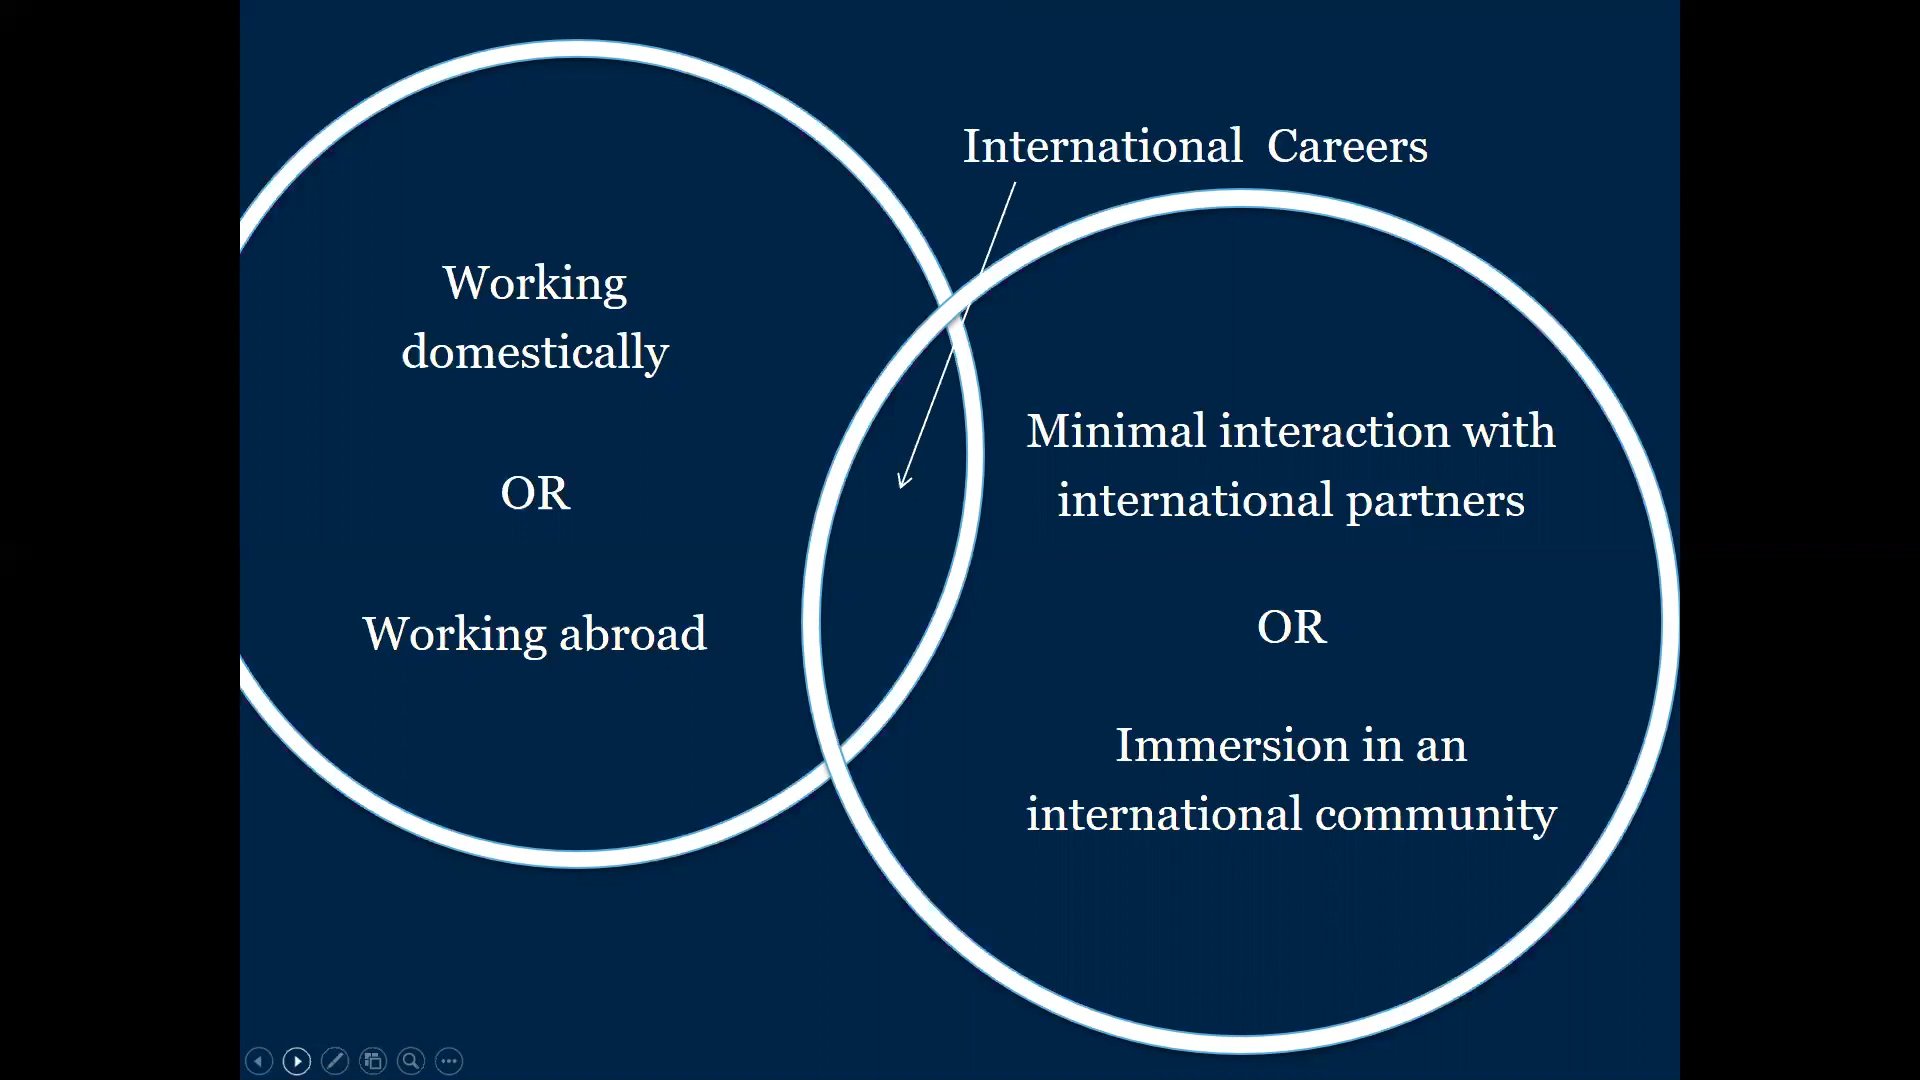 International  Careers
Working
domestically
OR
Working abroad
Minimal interaction with
international partners
OR
Immersion in an
international community